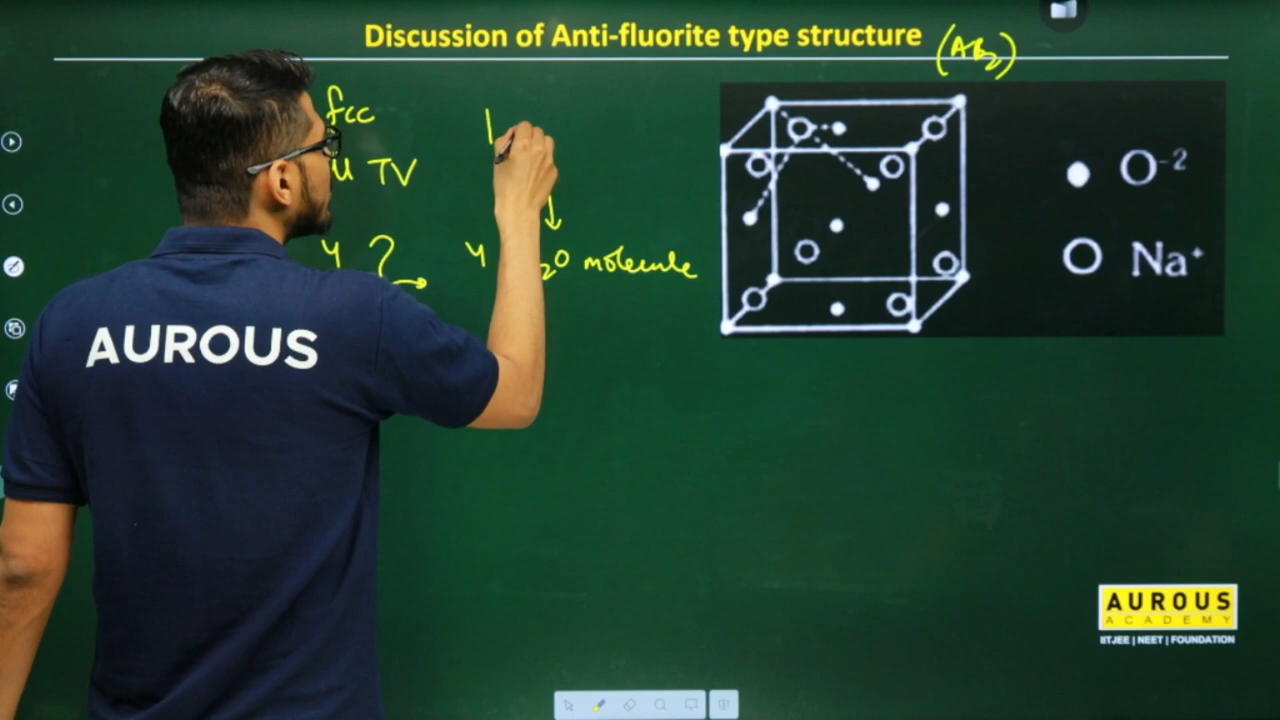 Discussion of Anti-fluorite type structure (AB2)
fcc
TV
4 ?
4
2O molecule
O-2
Na+
AUROUS
AUROUS
ACADEMY
IITJEE | NEET | FOUNDATION